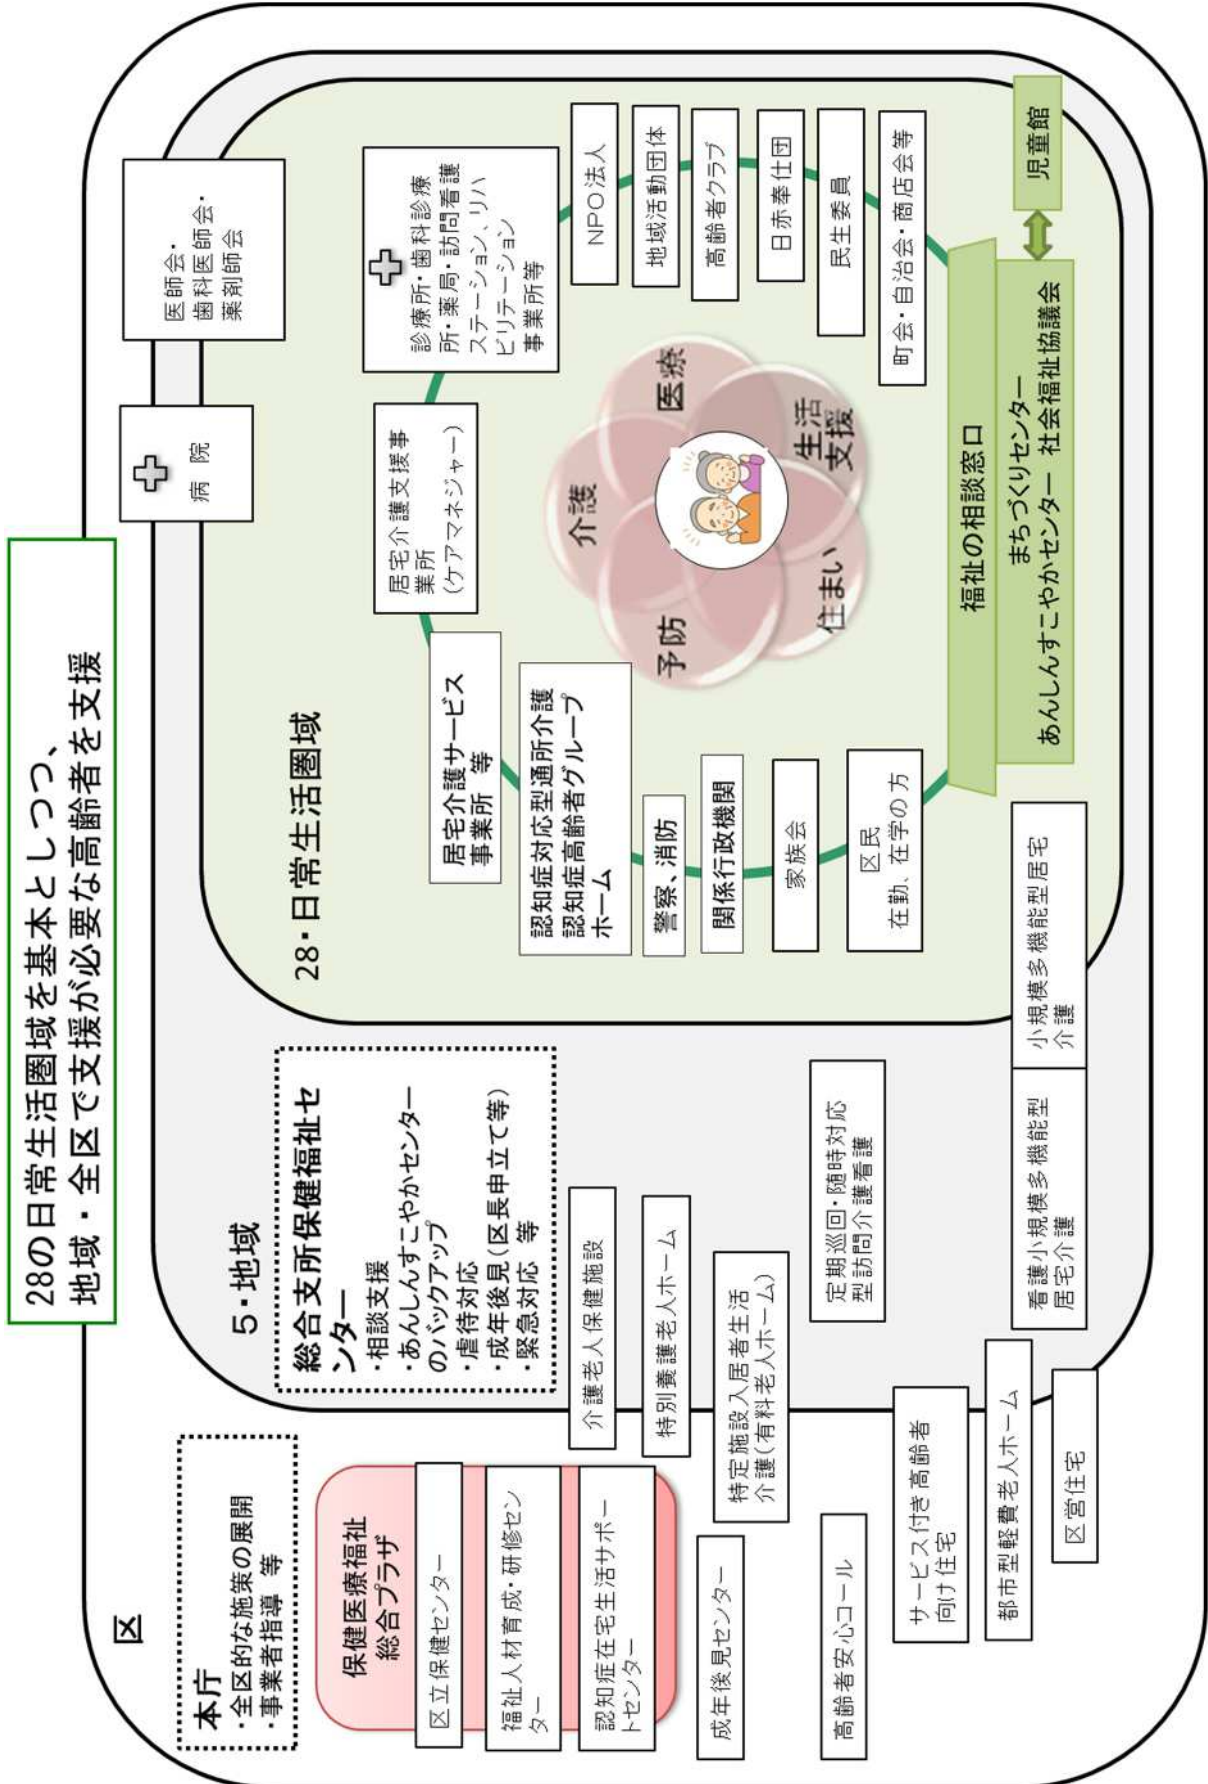 28の日常生活圏域を基本としつつ、
地域・全区で支援が必要な高齢者を支援
区
本庁
・全区的な施策の展開
・事業者指導 等
保健医療福祉
総合プラザ
区立保健センター
福祉人材育成・研修セン
ター
認知症在宅生活サポー
トセンター
成年後見センター
高齢者安心コール
サービス付き高齢者
向け住宅
都市型軽費老人ホーム
区営住宅
5・地域
総合支所保健福祉セ
ンター
・相談支援
・あんしんすこやかセンター
のバックアップ
・虐待対応
・成年後見(区長申立て等)
・緊急対応 等
介護老人保健施設
特別養護老人ホーム
特定施設入居者生活
介護(有料老人ホーム)
定期巡回・随時対応
型訪問介護看護
看護小規模多機能型
居宅介護
小規模多機能型居宅
介護
病 院
医師会・
歯科医師会・
薬剤師会
28・日常生活圏域
居宅介護サービス
事業所 等
居宅介護支援事
業所
(ケアマネジャー)
診療所・歯科診療
所・薬局・訪問看護
ステーション、リハ
ビリテーション
事業所等
認知症対応型通所介護
認知症高齢者グループ
ホーム
警察、消防
関係行政機関
家族会
区民
在勤、在学の方
介護
医療
予防
生活
支援
住まい
NPO法人
地域活動団体
高齢者クラブ
日赤奉仕団
民生委員
町会・自治会・商店会等
福祉の相談窓口
まちづくりセンター
あんしんすこやかセンター 社会福祉協議会
児童館